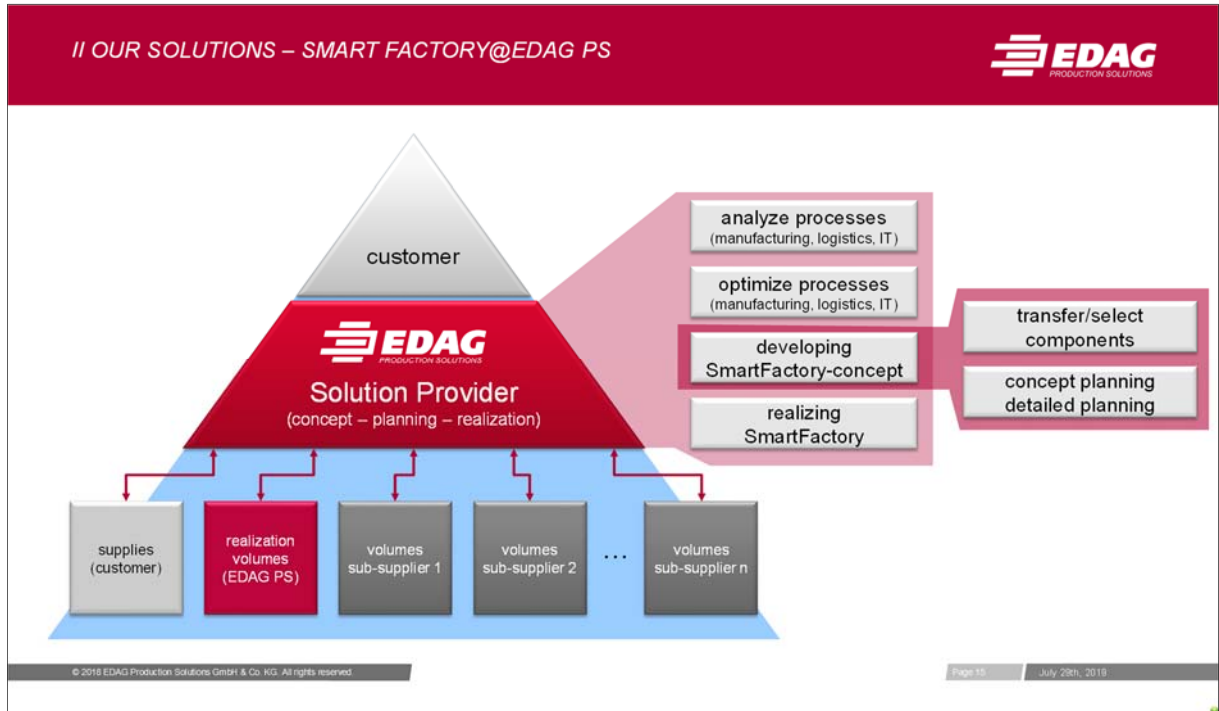 II OUR SOLUTIONS – SMART FACTORY@EDAG PS
EDAG
PRODUCTION SOLUTIONS
customer
EDAG
PRODUCTION SOLUTIONS
Solution Provider
(concept – planning – realization)
analyze processes
(manufacturing, logistics, IT)
optimize processes
(manufacturing, logistics, IT)
developing
SmartFactory-concept
realizing
SmartFactory
transfer/select
components
concept planning
detailed planning
supplies
(customer)
realization
volumes
(EDAG PS)
volumes
sub-supplier 1
volumes
sub-supplier 2
...
volumes
sub-supplier n
© 2018 EDAG Production Solutions GmbH & Co. KG. All rights reserved.
Page 15
July 29th, 2019